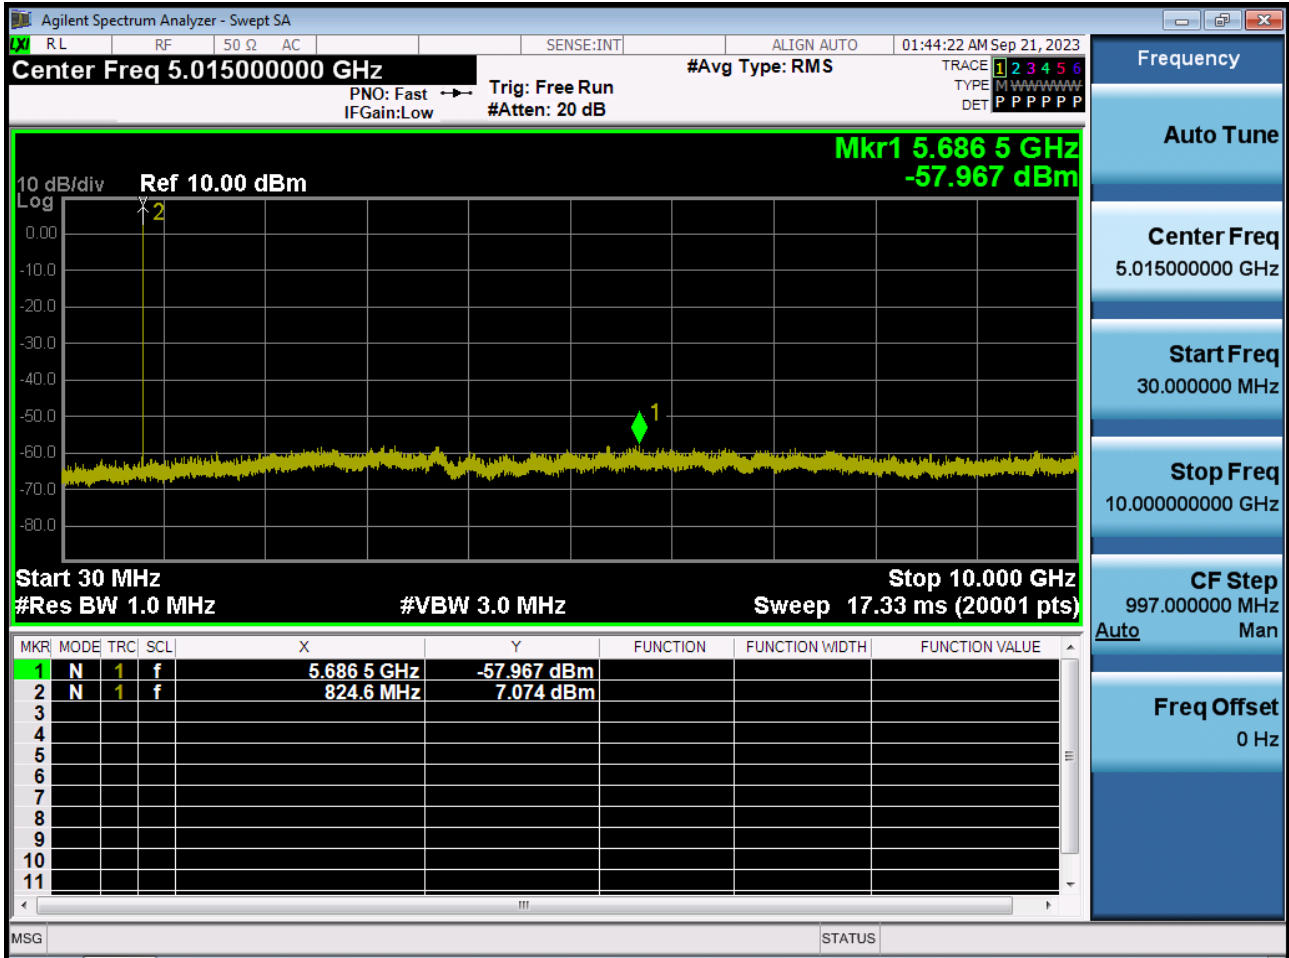 Agilent Spectrum Analyzer - Swept SA
LXI RL RF 50 Ω AC SENSE:INT ALIGN AUTO 01:44:22 AM Sep 21, 2023
Center Freq 5.015000000 GHz
PNO: Fast
IFGain:Low
Trig: Free Run
#Atten: 20 dB
#Avg Type: RMS
TRACE 1 2 3 4 5 6
TYPE M WWWWW
DET P P P P P P
Mkr1 5.686 5 GHz
-57.967 dBm
10 dB/div Ref 10.00 dBm
Log
2
0.00
-10.0
-20.0
-30.0
-40.0
-50.0
1
-60.0
-70.0
-80.0
Start 30 MHz Stop 10.000 GHz
#Res BW 1.0 MHz #VBW 3.0 MHz Sweep 17.33 ms (20001 pts)
MKR MODE TRC SCL X Y FUNCTION FUNCTION WIDTH FUNCTION VALUE
1 N 1 f 5.686 5 GHz -57.967 dBm
2 N 1 f 824.6 MHz 7.074 dBm
3
4
5
6
7
8
9
10
11
MSG STATUS
Frequency
Auto Tune
Center Freq
5.015000000 GHz
Start Freq
30.000000 MHz
Stop Freq
10.000000000 GHz
CF Step
997.000000 MHz
Auto Man
Freq Offset
0 Hz